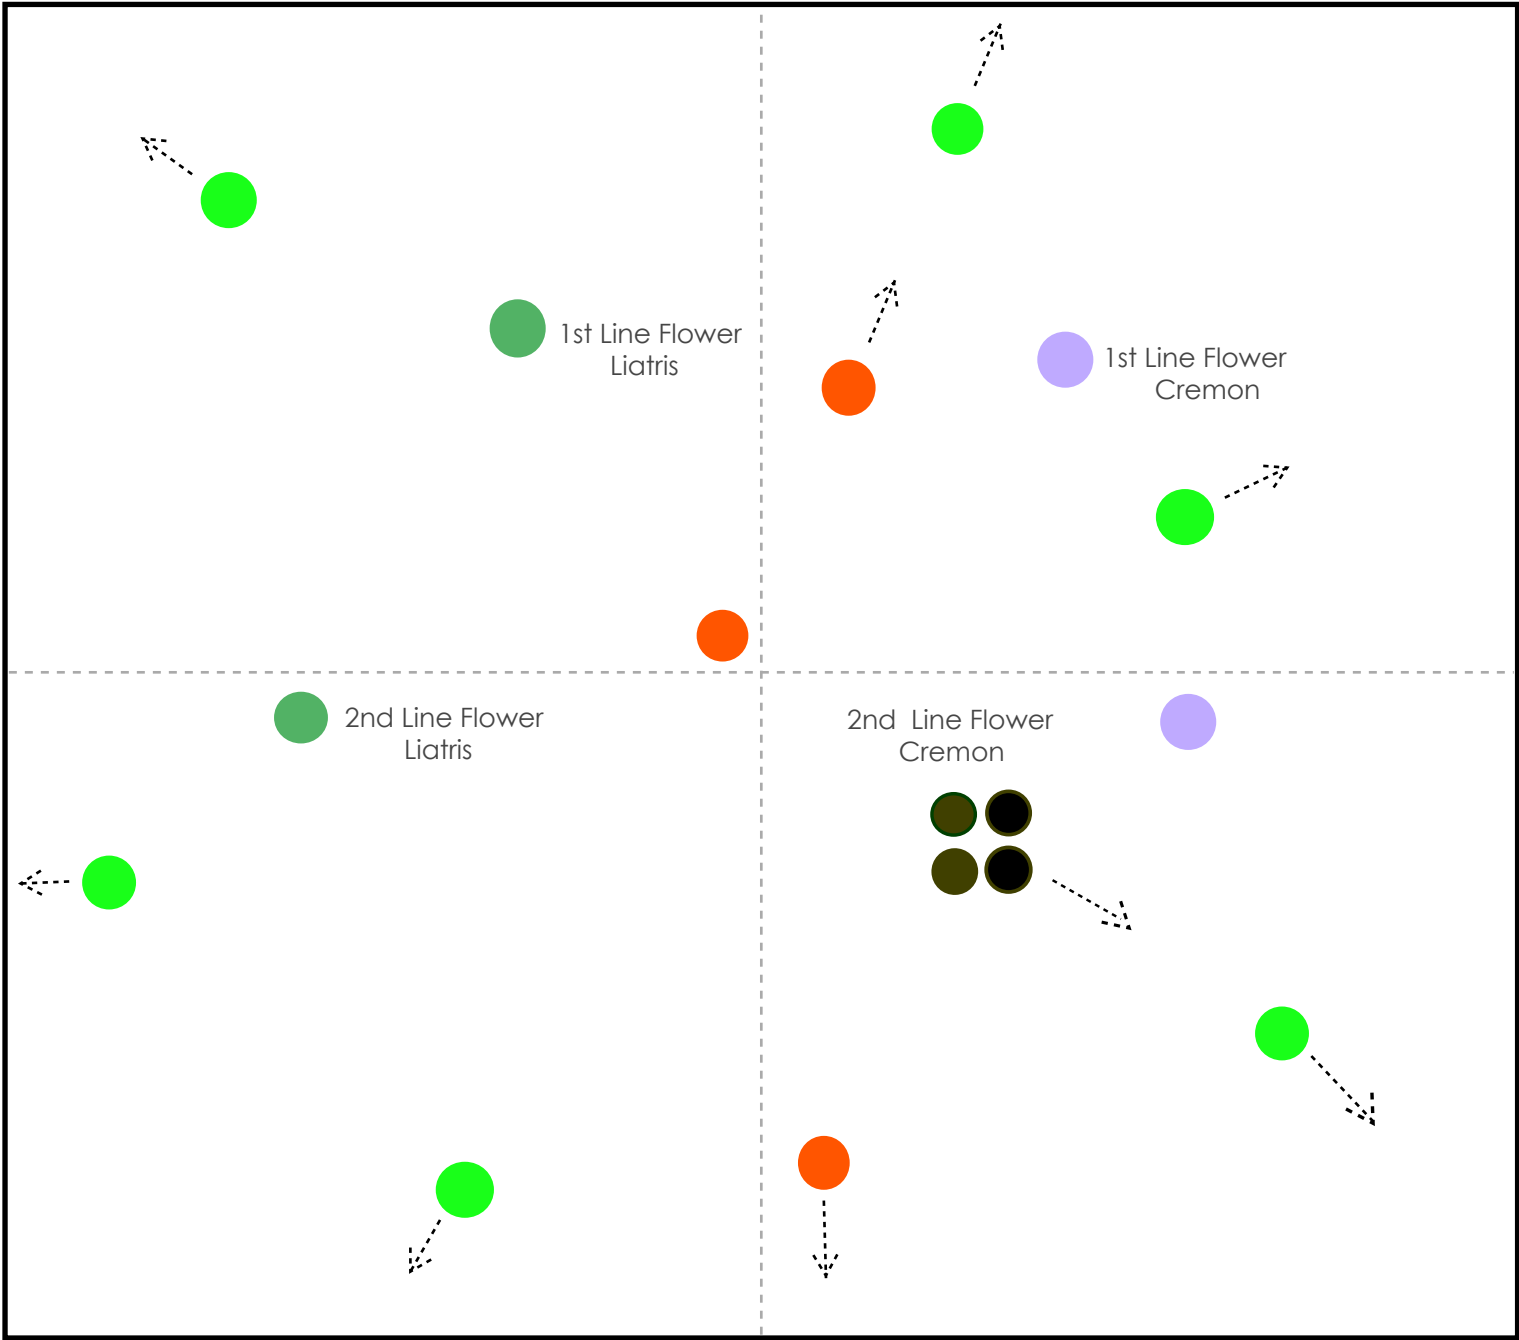 1st Line Flower
Liatris
1st Line Flower
Cremon
2nd Line Flower
Liatris
2nd  Line Flower
Cremon